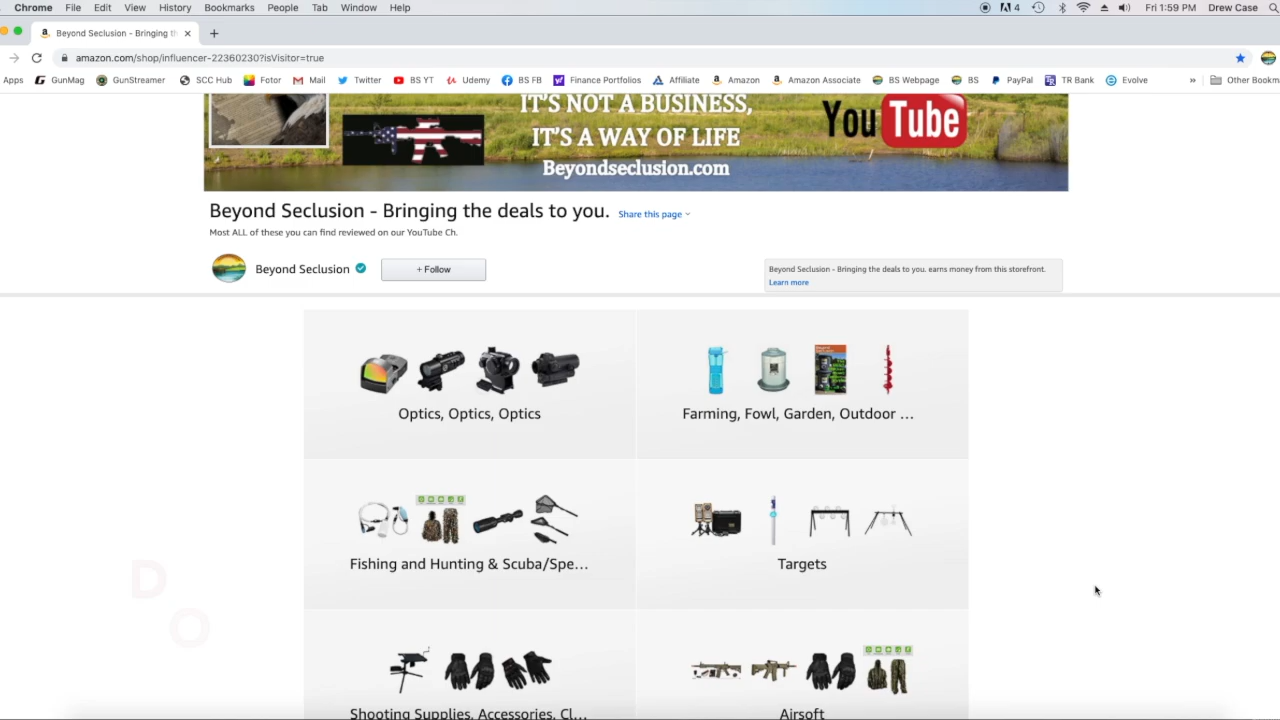 Chrome File Edit View History Bookmarks People Tab Window Help 4 Fri 1:59 PM Drew Case
Beyond Seclusion - Bringing th
amazon.com/shop/influencer-22360230?isVisitor=true
Apps GunMag GunStreamer SCC Hub Fotor Mail Twitter BS YT Udemy BS FB Finance Portfolios Affiliate Amazon Amazon Associate BS Webpage BS PayPal TR Bank Evolve » Other Bookm
IT'S NOT A BUSINESS,
IT'S A WAY OF LIFE
Beyondseclusion.com
YouTube
Beyond Seclusion - Bringing the deals to you. Share this page
Most ALL of these you can find reviewed on our YouTube Ch.
Beyond Seclusion + Follow
Beyond Seclusion - Bringing the deals to you. earns money from this storefront.
Learn more
Optics, Optics, Optics
Farming, Fowl, Garden, Outdoor ...
Fishing and Hunting & Scuba/Spe...
Targets
D
O
Shooting Supplies, Accessories, Cl...
Airsoft